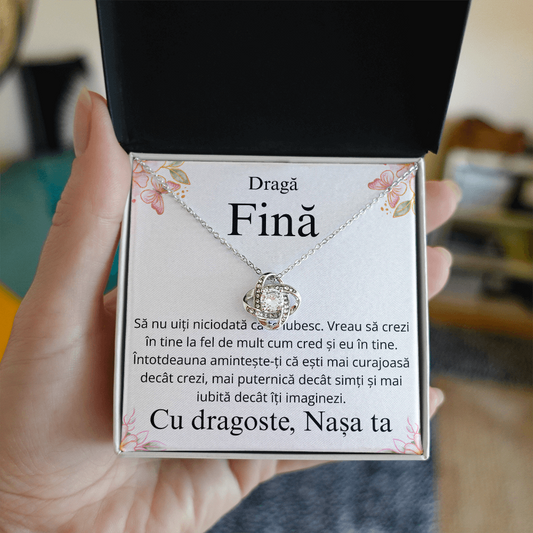 Dragă
Fină
Să nu uiți niciodată că iubesc. Vreau să crezi
în tine la fel de mult cum cred și eu în tine.
Întotdeauna amintește-ți că ești mai curajoasă
decât crezi, mai puternică decât simți și mai
iubită decât îți imaginezi.
Cu dragoste, Nașa ta